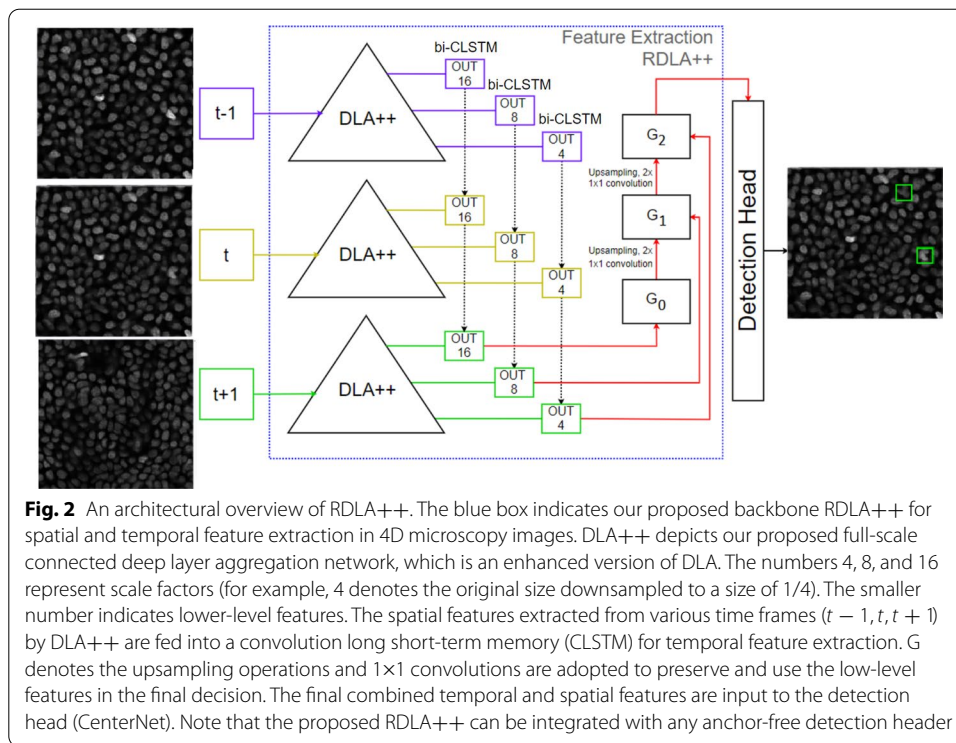 Feature Extraction
RDLA++
bi-CLSTM
OUT
16
bi-CLSTM
OUT
8
bi-CLSTM
OUT
4
t-1
DLA++
G2
Upsampling, 2x
1x1 convolution
OUT
16
G1
t
DLA++
OUT
8
Upsampling, 2x
1x1 convolution
OUT
4
G0
Detection Head
OUT
16
t+1
DLA++
OUT
8
OUT
4
Fig. 2 An architectural overview of RDLA++. The blue box indicates our proposed backbone RDLA++ for
spatial and temporal feature extraction in 4D microscopy images. DLA++ depicts our proposed full-scale
connected deep layer aggregation network, which is an enhanced version of DLA. The numbers 4, 8, and 16
represent scale factors (for example, 4 denotes the original size downsampled to a size of 1/4). The smaller
number indicates lower-level features. The spatial features extracted from various time frames (t − 1, t, t + 1)
by DLA++ are fed into a convolution long short-term memory (CLSTM) for temporal feature extraction. G
denotes the upsampling operations and 1×1 convolutions are adopted to preserve and use the low-level
features in the final decision. The final combined temporal and spatial features are input to the detection
head (CenterNet). Note that the proposed RDLA++ can be integrated with any anchor-free detection header